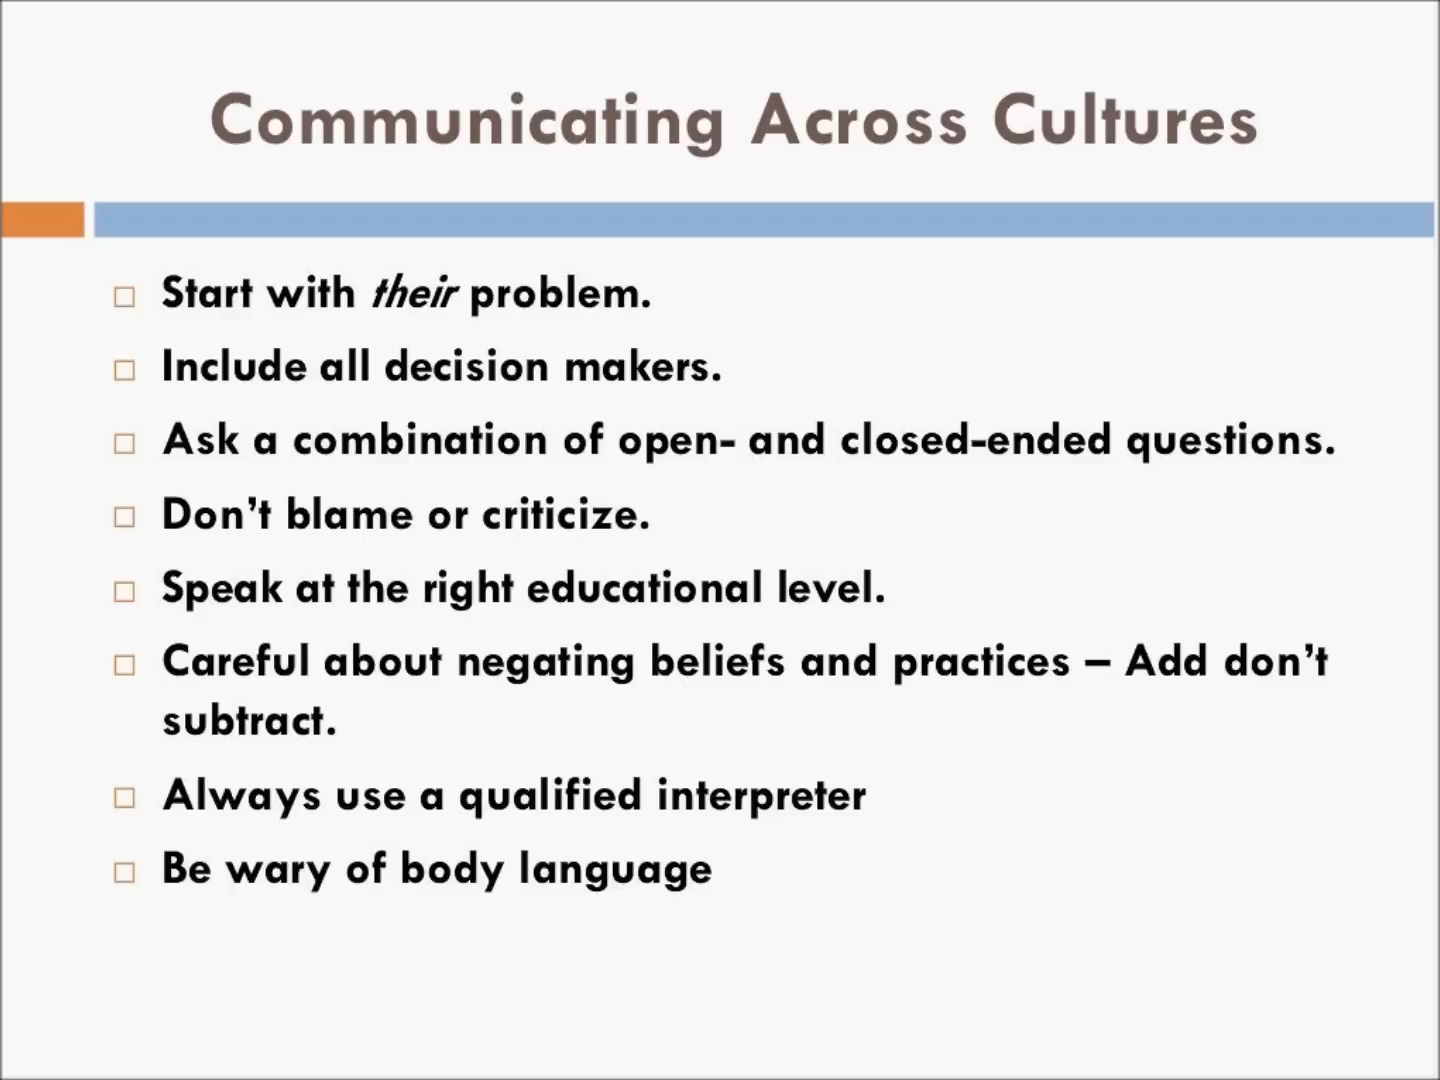 Communicating Across Cultures
Start with their problem.
Include all decision makers.
Ask a combination of open- and closed-ended questions.
Don’t blame or criticize.
Speak at the right educational level.
Careful about negating beliefs and practices – Add don’t
subtract.
Always use a qualified interpreter
Be wary of body language